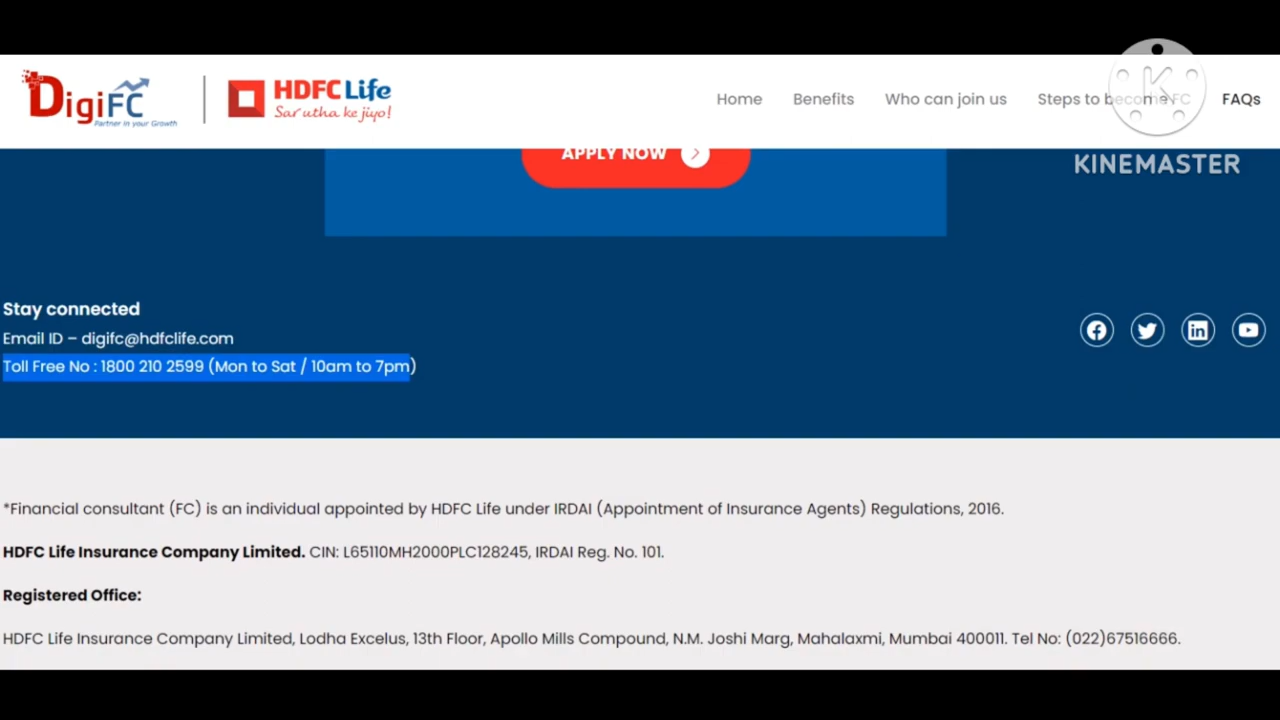 DigiFC
Partner in your Growth
HDFC Life
Sar utha ke jiyo!
Home Benefits Who can join us Steps to become FC FAQs
K
KINEMASTER
APPLY NOW
Stay connected
Email ID – digifc@hdfclife.com
Toll Free No : 1800 210 2599 (Mon to Sat / 10am to 7pm)
*Financial consultant (FC) is an individual appointed by HDFC Life under IRDAI (Appointment of Insurance Agents) Regulations, 2016.
HDFC Life Insurance Company Limited. CIN: L65110MH2000PLC128245, IRDAI Reg. No. 101.
Registered Office:
HDFC Life Insurance Company Limited, Lodha Excelus, 13th Floor, Apollo Mills Compound, N.M. Joshi Marg, Mahalaxmi, Mumbai 400011. Tel No: (022)67516666.